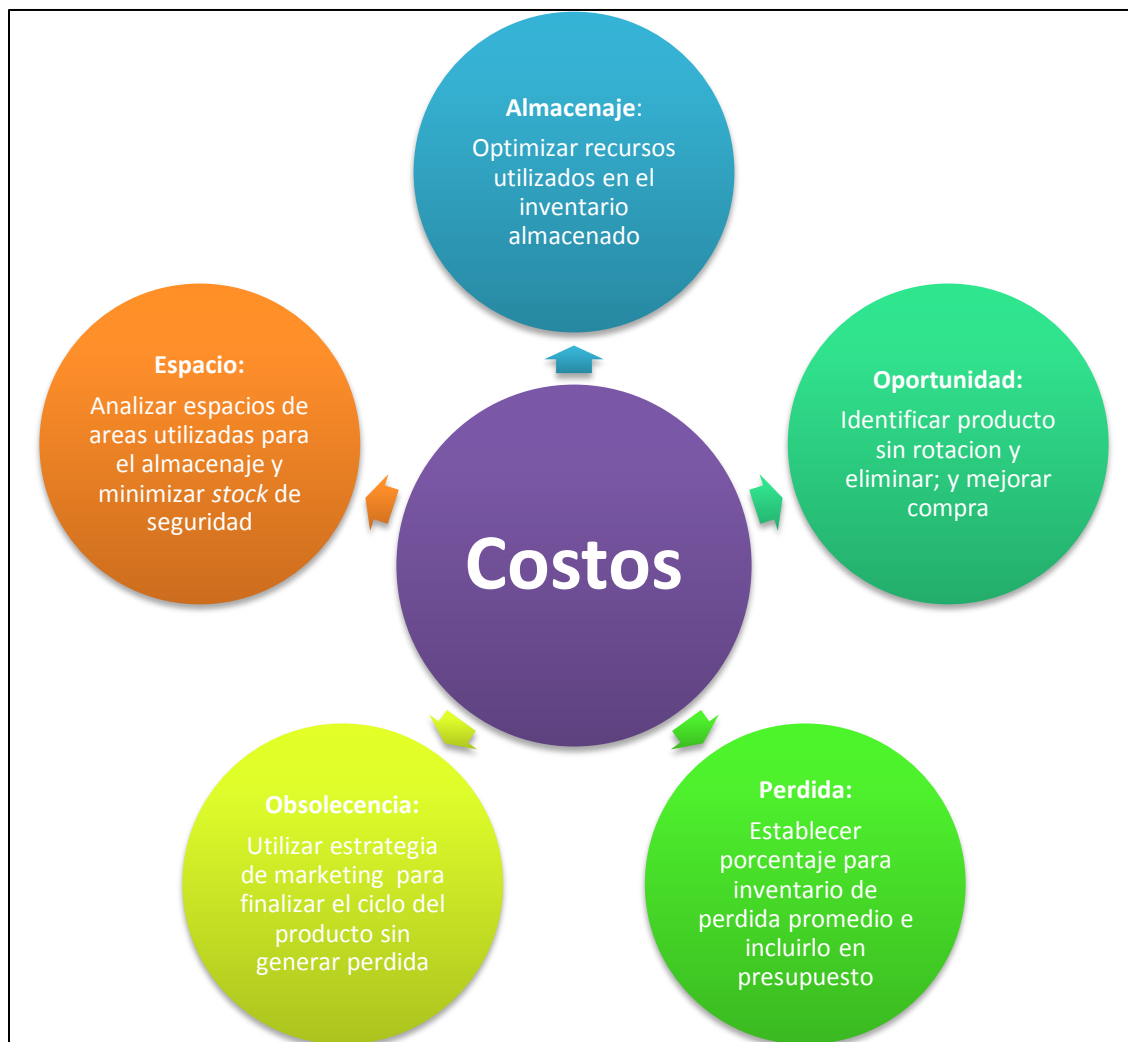 Almacenaje:
Optimizar recursos
utilizados en el
inventario
almacenado
Oportunidad:
Identificar producto
sin rotacion y
eliminar; y mejorar
compra
Perdida:
Establecer
porcentaje para
inventario de
perdida promedio e
incluirlo en
presupuesto
Obsolecencia:
Utilizar estrategia
de marketing para
finalizar el ciclo del
producto sin
generar perdida
Espacio:
Analizar espacios de
areas utilizadas para
el almacenaje y
minimizar stock de
seguridad
Costos